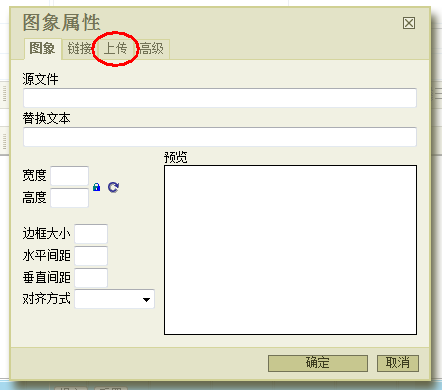 图象属性
图象 链接 上传 高级
源文件
替换文本
预览
宽度
高度
边框大小
水平间距
垂直间距
对齐方式
确定 取消